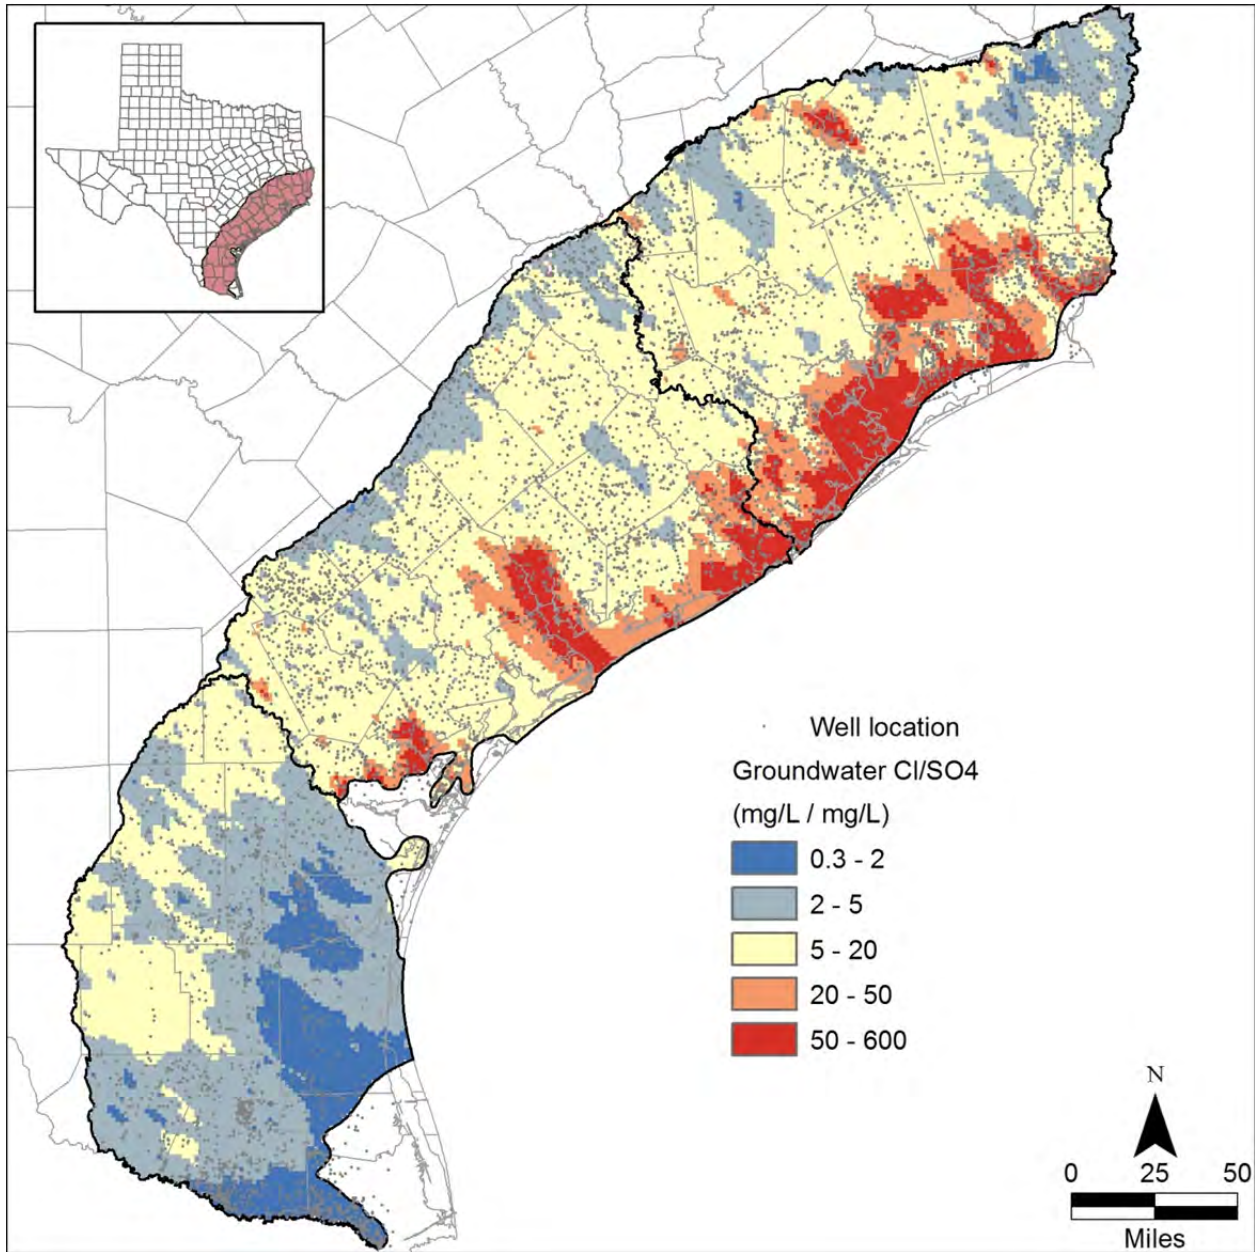 Well location
Groundwater Cl/SO4
(mg/L / mg/L)
0.3 - 2
2 - 5
5 - 20
20 - 50
50 - 600
N
0 25 50
Miles